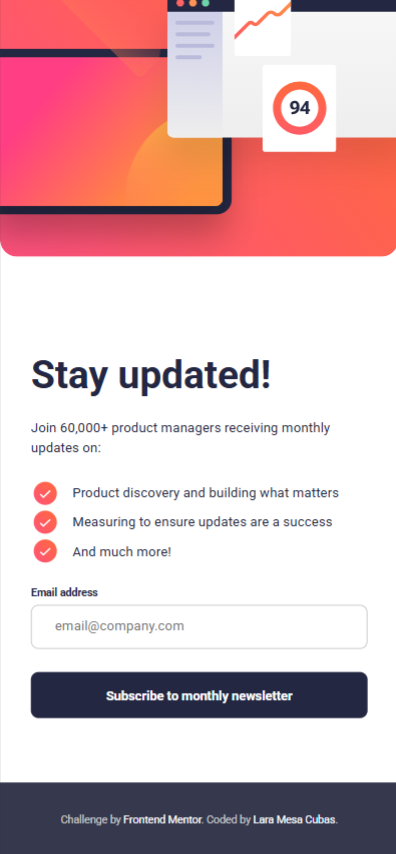 94
Stay updated!
Join 60,000+ product managers receiving monthly
updates on:
Product discovery and building what matters
Measuring to ensure updates are a success
And much more!
Email address
email@company.com
Subscribe to monthly newsletter
Challenge by Frontend Mentor. Coded by Lara Mesa Cubas.